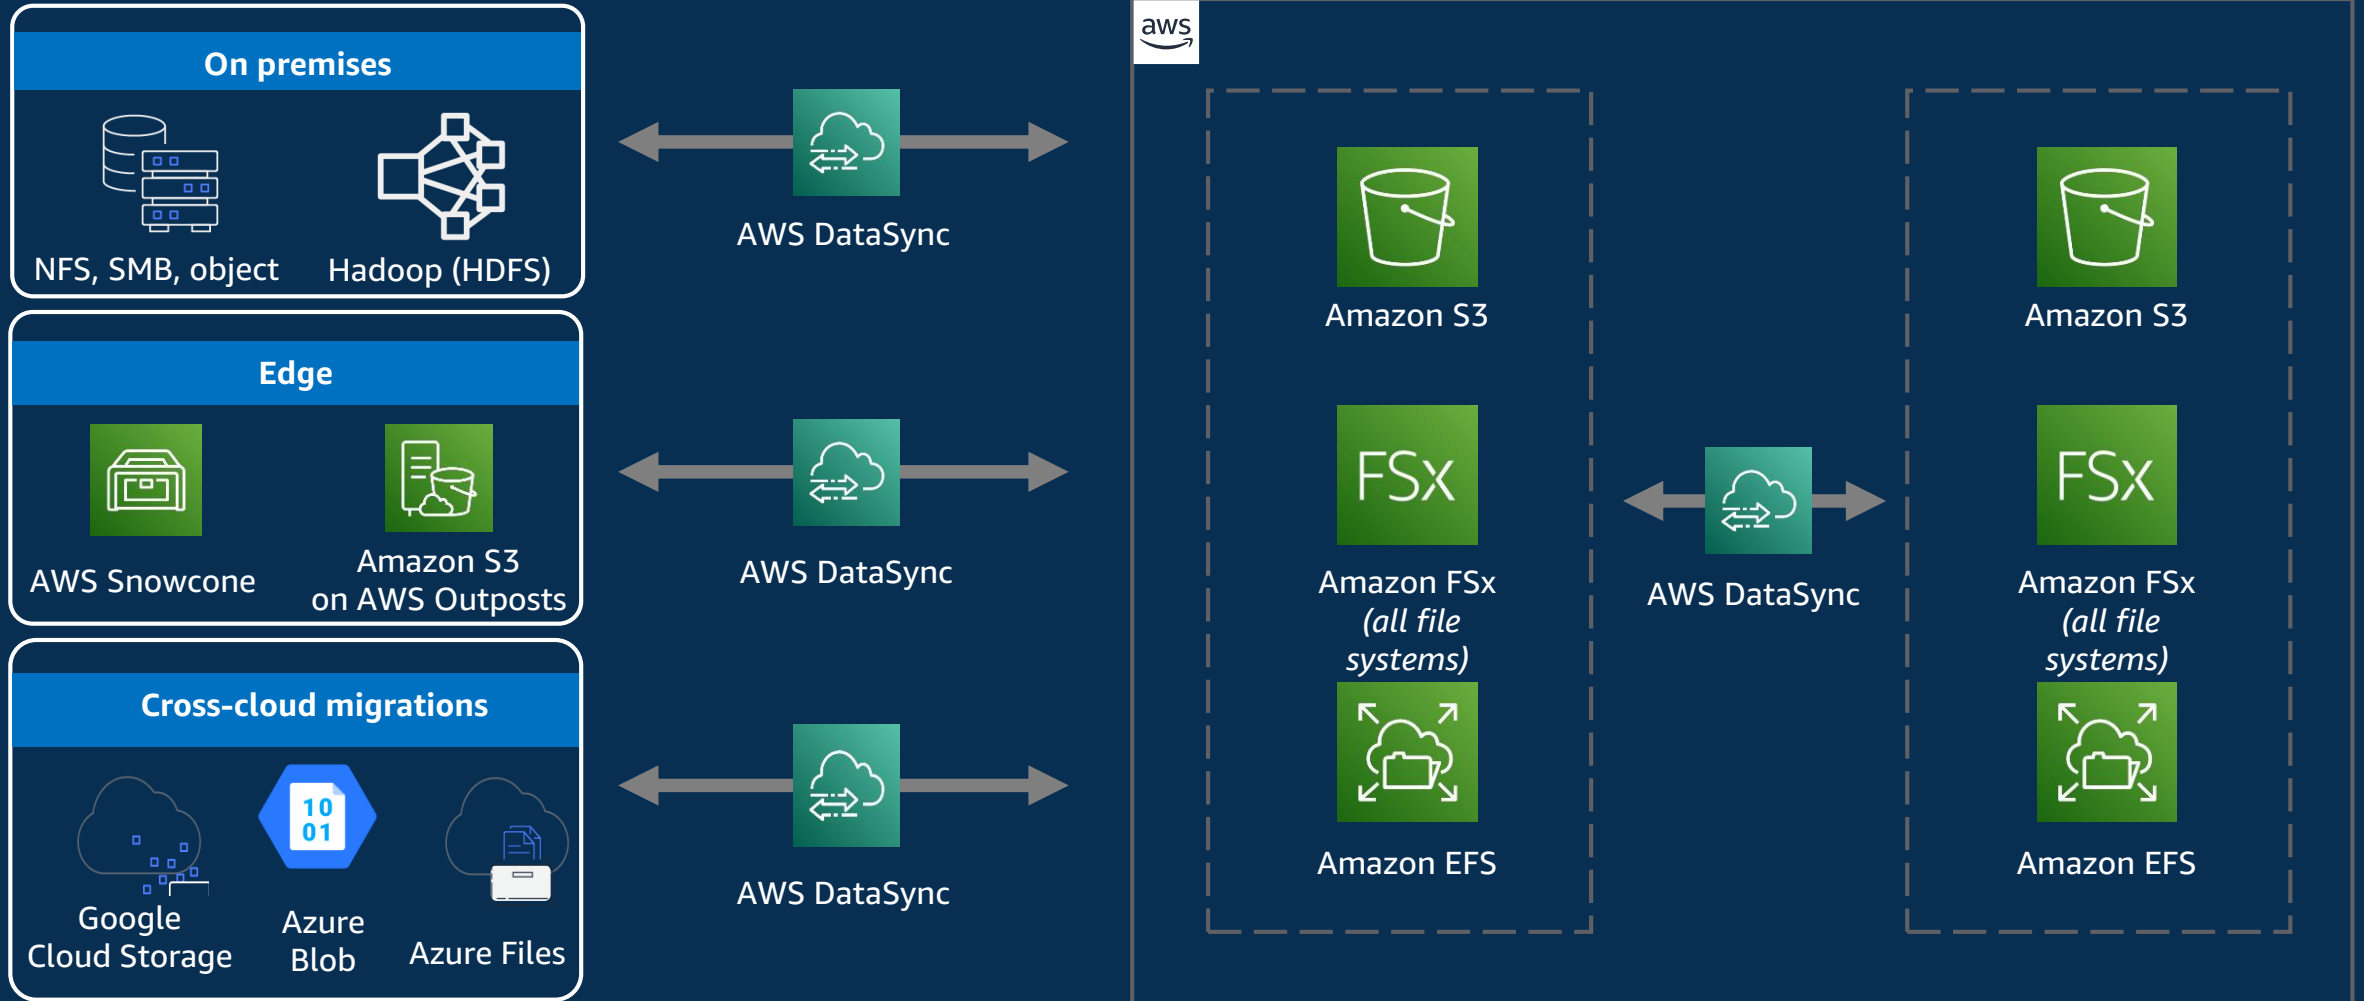 On premises
NFS, SMB, object
Hadoop (HDFS)
Edge
AWS Snowcone
Amazon S3
on AWS Outposts
Cross-cloud migrations
10
01
Google
Cloud Storage
Azure
Blob
Azure Files
AWS DataSync
AWS DataSync
AWS DataSync
aws
Amazon S3
FSx
Amazon FSx
(all file
systems)
Amazon EFS
AWS DataSync
Amazon S3
FSx
Amazon FSx
(all file
systems)
Amazon EFS